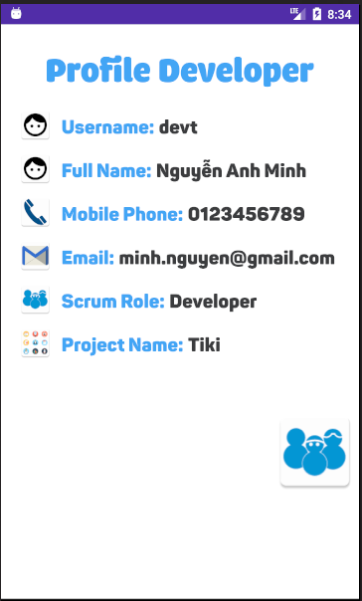 LTE 8:34
Profile Developer
Username: devt
Full Name: Nguyễn Anh Minh
Mobile Phone: 0123456789
Email: minh.nguyen@gmail.com
Scrum Role: Developer
Project Name: Tiki